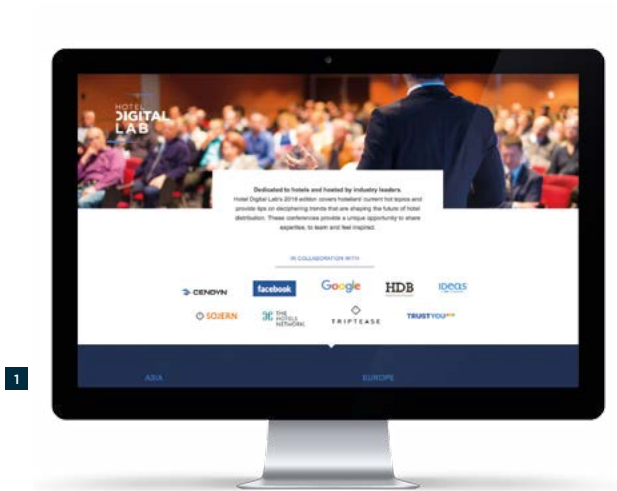 HOTEL
DIGITAL
LAB
Dedicated to hotels and hosted by industry leaders.
Hotel Digital Lab's 2018 edition covers hoteliers' current hot topics and
provide tips on deciphering trends that are shaping the future of hotel
distribution. These conferences provide a unique opportunity to share
expertise, to learn and feel inspired.
IN COLLABORATION WITH
CENDYN
facebook
Google
HDB
IDeaS
SOJERN
THE
HOTELS
NETWORK
TRIPTEASE
TRUSTYOU
1
ASIA
EUROPE